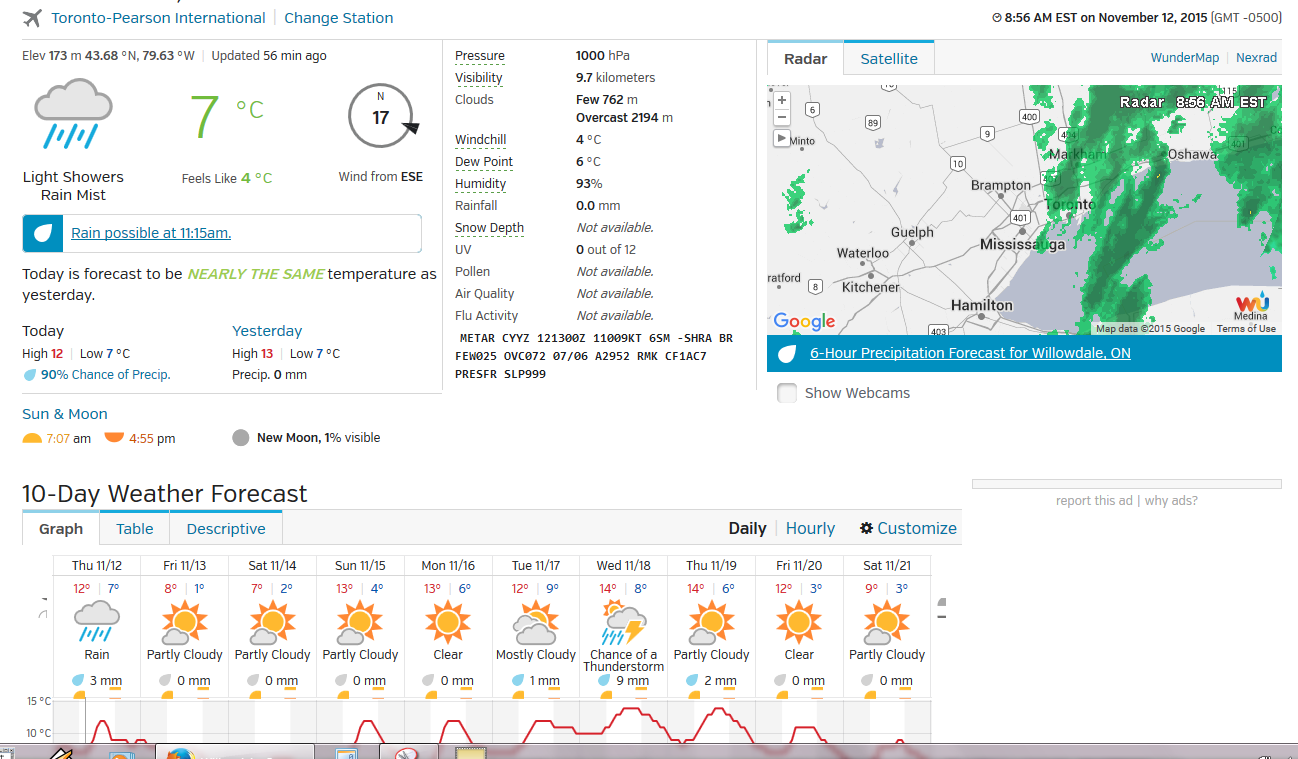 Toronto-Pearson International | Change Station
8:56 AM EST on November 12, 2015 (GMT -0500)
Elev 173 m 43.68 °N, 79.63 °W | Updated 56 min ago
7 °C
Feels Like 4 °C
N
17
Wind from ESE
Light Showers
Rain Mist
Rain possible at 11:15am.
Today is forecast to be NEARLY THE SAME temperature as
yesterday.
Today
High 12 | Low 7 °C
90% Chance of Precip.
Yesterday
High 13 | Low 7 °C
Precip. 0 mm
Sun & Moon
7:07 am 4:55 pm New Moon, 1% visible
Pressure 1000 hPa
Visibility 9.7 kilometers
Clouds Few 762 m
Overcast 2194 m
Windchill 4 °C
Dew Point 6 °C
Humidity 93%
Rainfall 0.0 mm
Snow Depth Not available.
UV 0 out of 12
Pollen Not available.
Air Quality Not available.
Flu Activity Not available.
METAR CYYZ 121300Z 11009KT 6SM -SHRA BR
FEW025 OVC072 07/06 A2952 RMK CF1AC7
PRESFR SLP999
Radar Satellite WunderMap | Nexrad
Radar 8:56 AM EST
115
+
−
6
89
400
9
404
401
Minto
Markham
Oshawa
10
407
Brampton
Toronto
401
Guelph
Mississauga
Waterloo
ratford
8
Kitchener
Hamilton
403
Google
WU
Medina
Map data ©2015 Google Terms of Use
6-Hour Precipitation Forecast for Willowdale, ON
Show Webcams
10-Day Weather Forecast
report this ad | why ads?
Graph Table Descriptive Daily | Hourly Customize
Thu 11/12 Fri 11/13 Sat 11/14 Sun 11/15 Mon 11/16 Tue 11/17 Wed 11/18 Thu 11/19 Fri 11/20 Sat 11/21
12° | 7° 8° | 1° 7° | 2° 13° | 4° 13° | 6° 12° | 9° 14° | 8° 14° | 6° 12° | 3° 9° | 3°
Rain Partly Cloudy Partly Cloudy Partly Cloudy Clear Mostly Cloudy Chance of a Partly Cloudy Clear Partly Cloudy
Thunderstorm
3 mm 0 mm 0 mm 0 mm 0 mm 1 mm 9 mm 2 mm 0 mm 0 mm
15 °C
10 °C